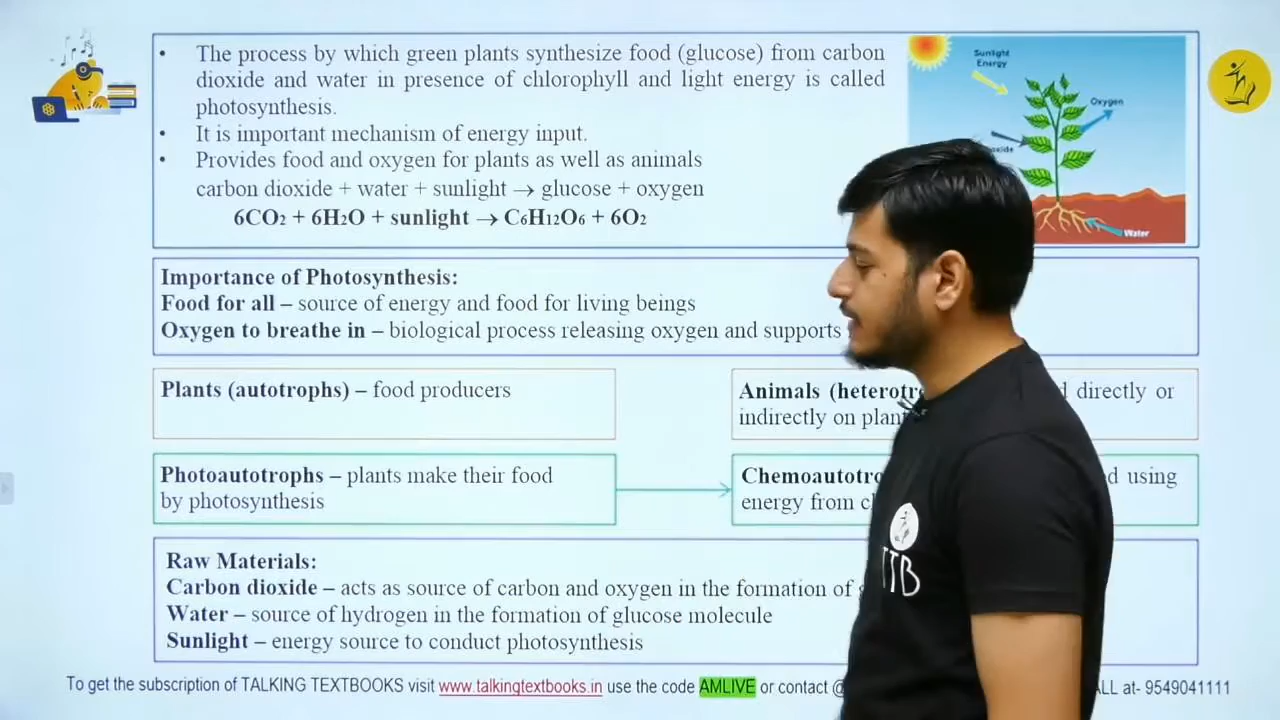 • The process by which green plants synthesize food (glucose) from carbon
dioxide and water in presence of chlorophyll and light energy is called
photosynthesis.
• It is important mechanism of energy input.
• Provides food and oxygen for plants as well as animals
carbon dioxide + water + sunlight → glucose + oxygen
6CO₂ + 6H₂O + sunlight → C₆H₁₂O₆ + 6O₂
Sunlight
Energy
Oxygen
Water
Importance of Photosynthesis:
Food for all – source of energy and food for living beings
Oxygen to breathe in – biological process releasing oxygen and supports
Plants (autotrophs) – food producers
Animals directly or
indirectly on
Photoautotrophs – plants make their food
by photosynthesis
using
energy from
Raw Materials:
Carbon dioxide – acts as source of carbon and oxygen in the formation of
Water – source of hydrogen in the formation of glucose molecule
Sunlight – energy source to conduct photosynthesis
TTB
To get the subscription of TALKING TEXTBOOKS visit www.talkingtextbooks.in use the code AMLIVE or contact at- 9549041111